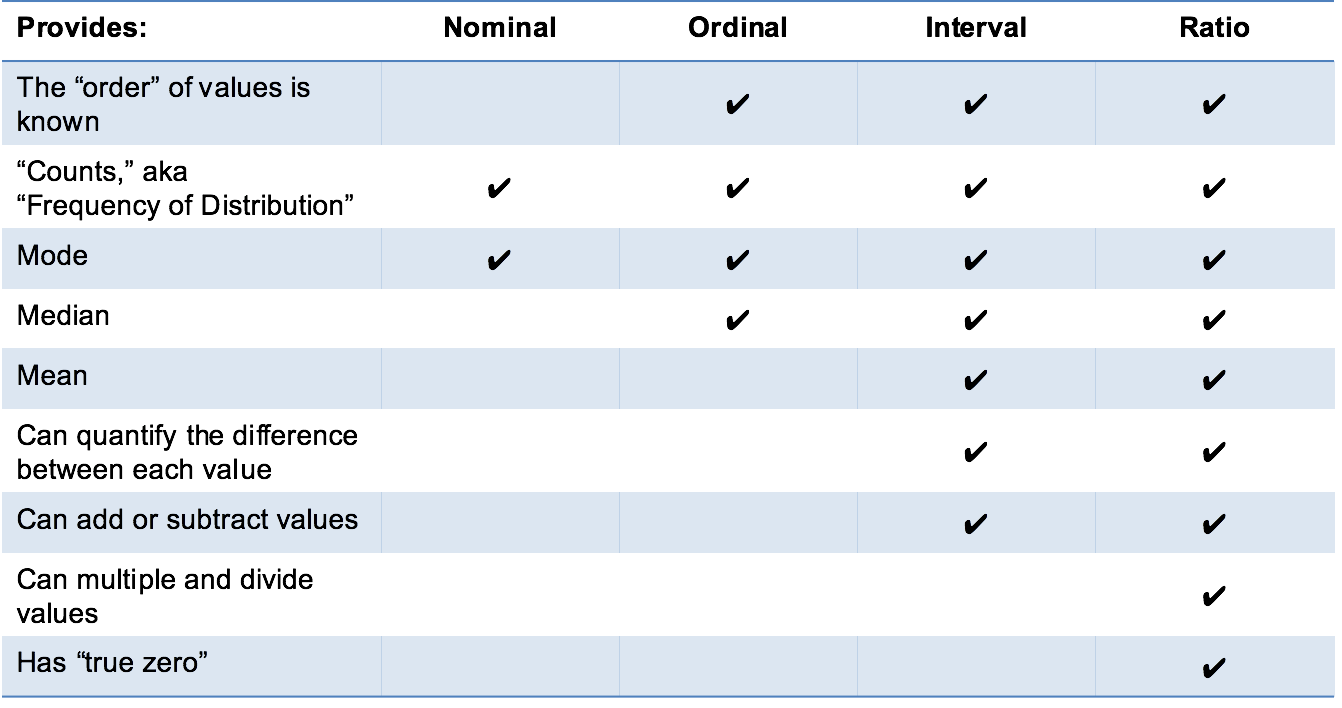 Provides: Nominal Ordinal Interval Ratio
The “order” of values is
known ✔ ✔ ✔
“Counts,” aka
“Frequency of Distribution” ✔ ✔ ✔ ✔
Mode ✔ ✔ ✔ ✔
Median ✔ ✔ ✔
Mean ✔ ✔
Can quantify the difference
between each value ✔ ✔
Can add or subtract values ✔ ✔
Can multiple and divide
values ✔
Has “true zero” ✔